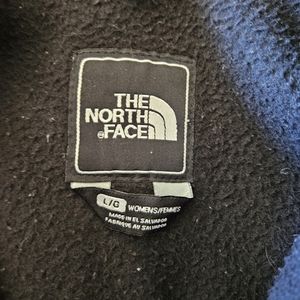 THE
NORTH
FACE
L/G WOMENS/FEMMES
MADE IN EL SALVADOR
FABRIQUE AU SALVADOR